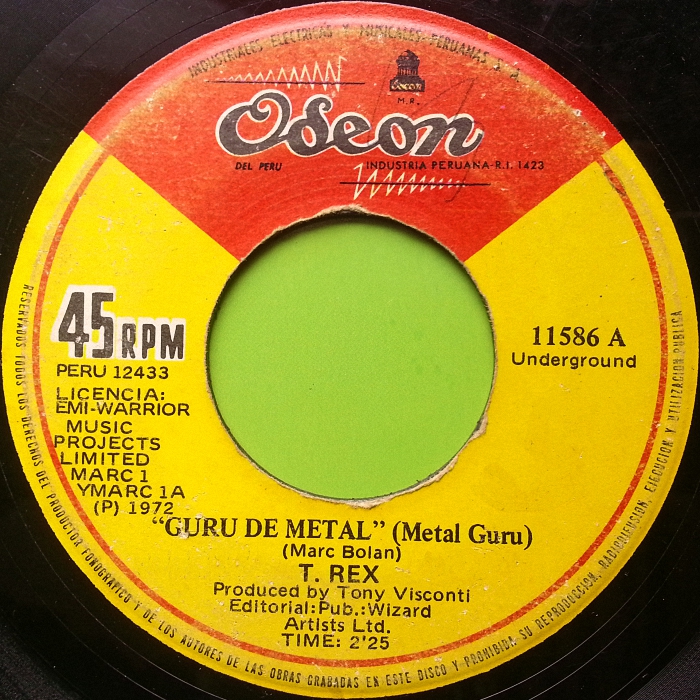 INDUSTRIALES ELECTRICAS Y MUSICALES PERUANAS S.A.
Odeon
M.R.
Odeon
DEL PERU
INDUSTRIA PERUANA-R.I. 1423
45 RPM
PERU 12433
LICENCIA:
EMI-WARRIOR
MUSIC
PROJECTS
LIMITED
MARC 1
YMARC 1A
(P) 1972
11586 A
Underground
"GURU DE METAL" (Metal Guru)
(Marc Bolan)
T. REX
Produced by Tony Visconti
Editorial:Pub.:Wizard
Artists Ltd.
TIME: 2'25
RESERVADOS TODOS LOS DERECHOS DEL PRODUCTOR FONOGRAFICO Y DE LOS AUTORES DE LAS OBRAS GRABADAS EN ESTE DISCO Y PROHIBIDA SU REPRODUCCION, RADIODIFUSION, EJECUCION Y UTILIZACION PUBLICA